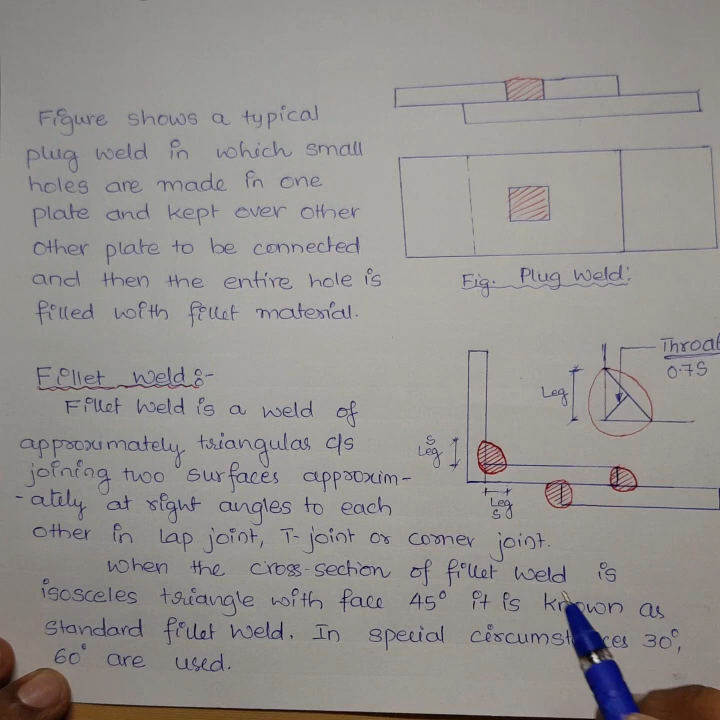 Figure shows a typical
plug weld in which small
holes are made in one
plate and kept over other
other plate to be connected
and then the entire hole is
filled with fillet material.
Fig. Plug Weld:
Fillet Weld:-
Fillet weld is a weld of
approximately triangular c/s
joining two surfaces approxim-
-ately at right angles to each
other in lap joint, T-joint or corner joint.
When the cross-section of fillet weld is
isosceles triangle with face 45° it is known as
standard fillet weld. In special 30°,
60° are used.
Throat
0.7S
Leg
S
Leg
Leg
S